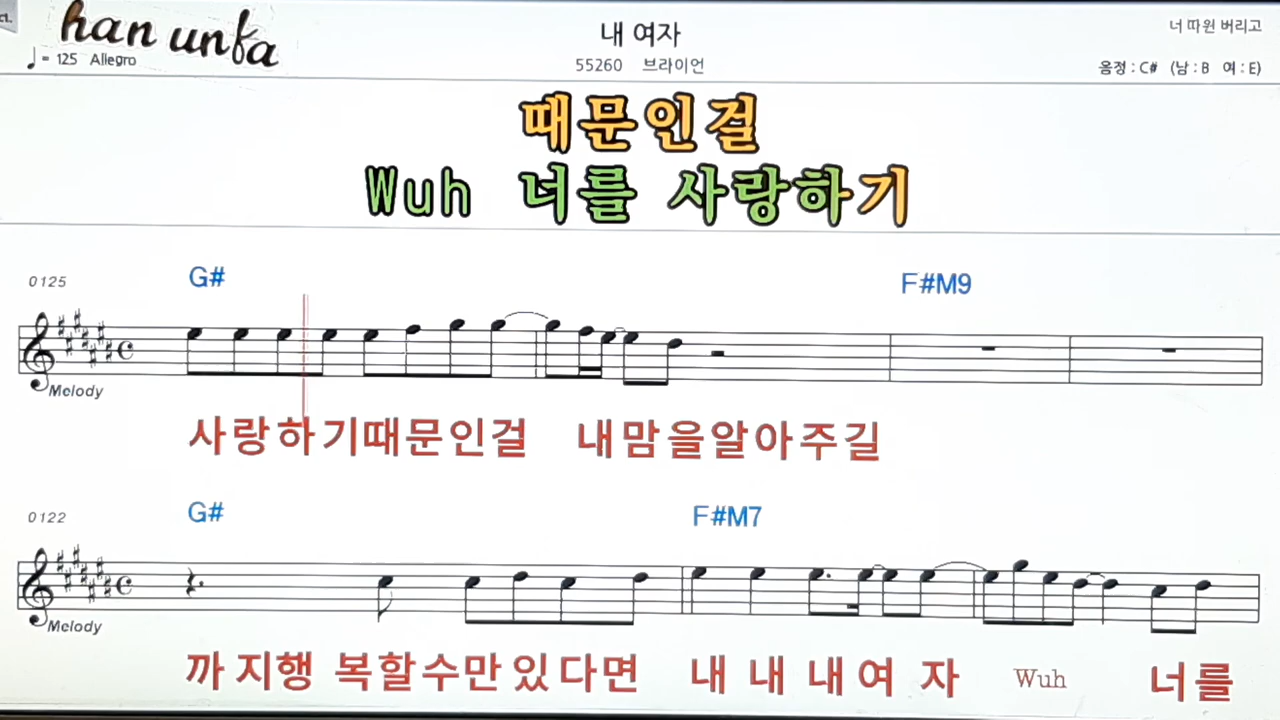 han unfa
내 여자
너 따윈 버리고
♩= 125 Allegro
55260 브라이언
음정 : C# (남 : B 여 : E)
때문인걸
Wuh 너를 사랑하기
0125
G# F#M9
Melody
사랑하기때문인걸 내맘을알아주길
0122
G# F#M7
Melody
까지행 복할수만있다면 내 내 내여 자 Wuh 너를